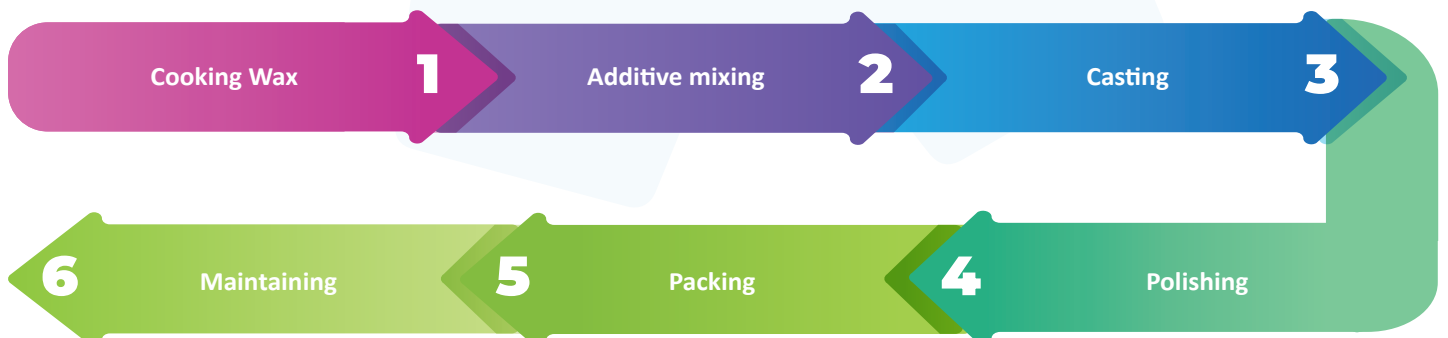 Cooking Wax 1
Additive mixing 2
Casting 3
Polishing 4
Packing 5
Maintaining 6